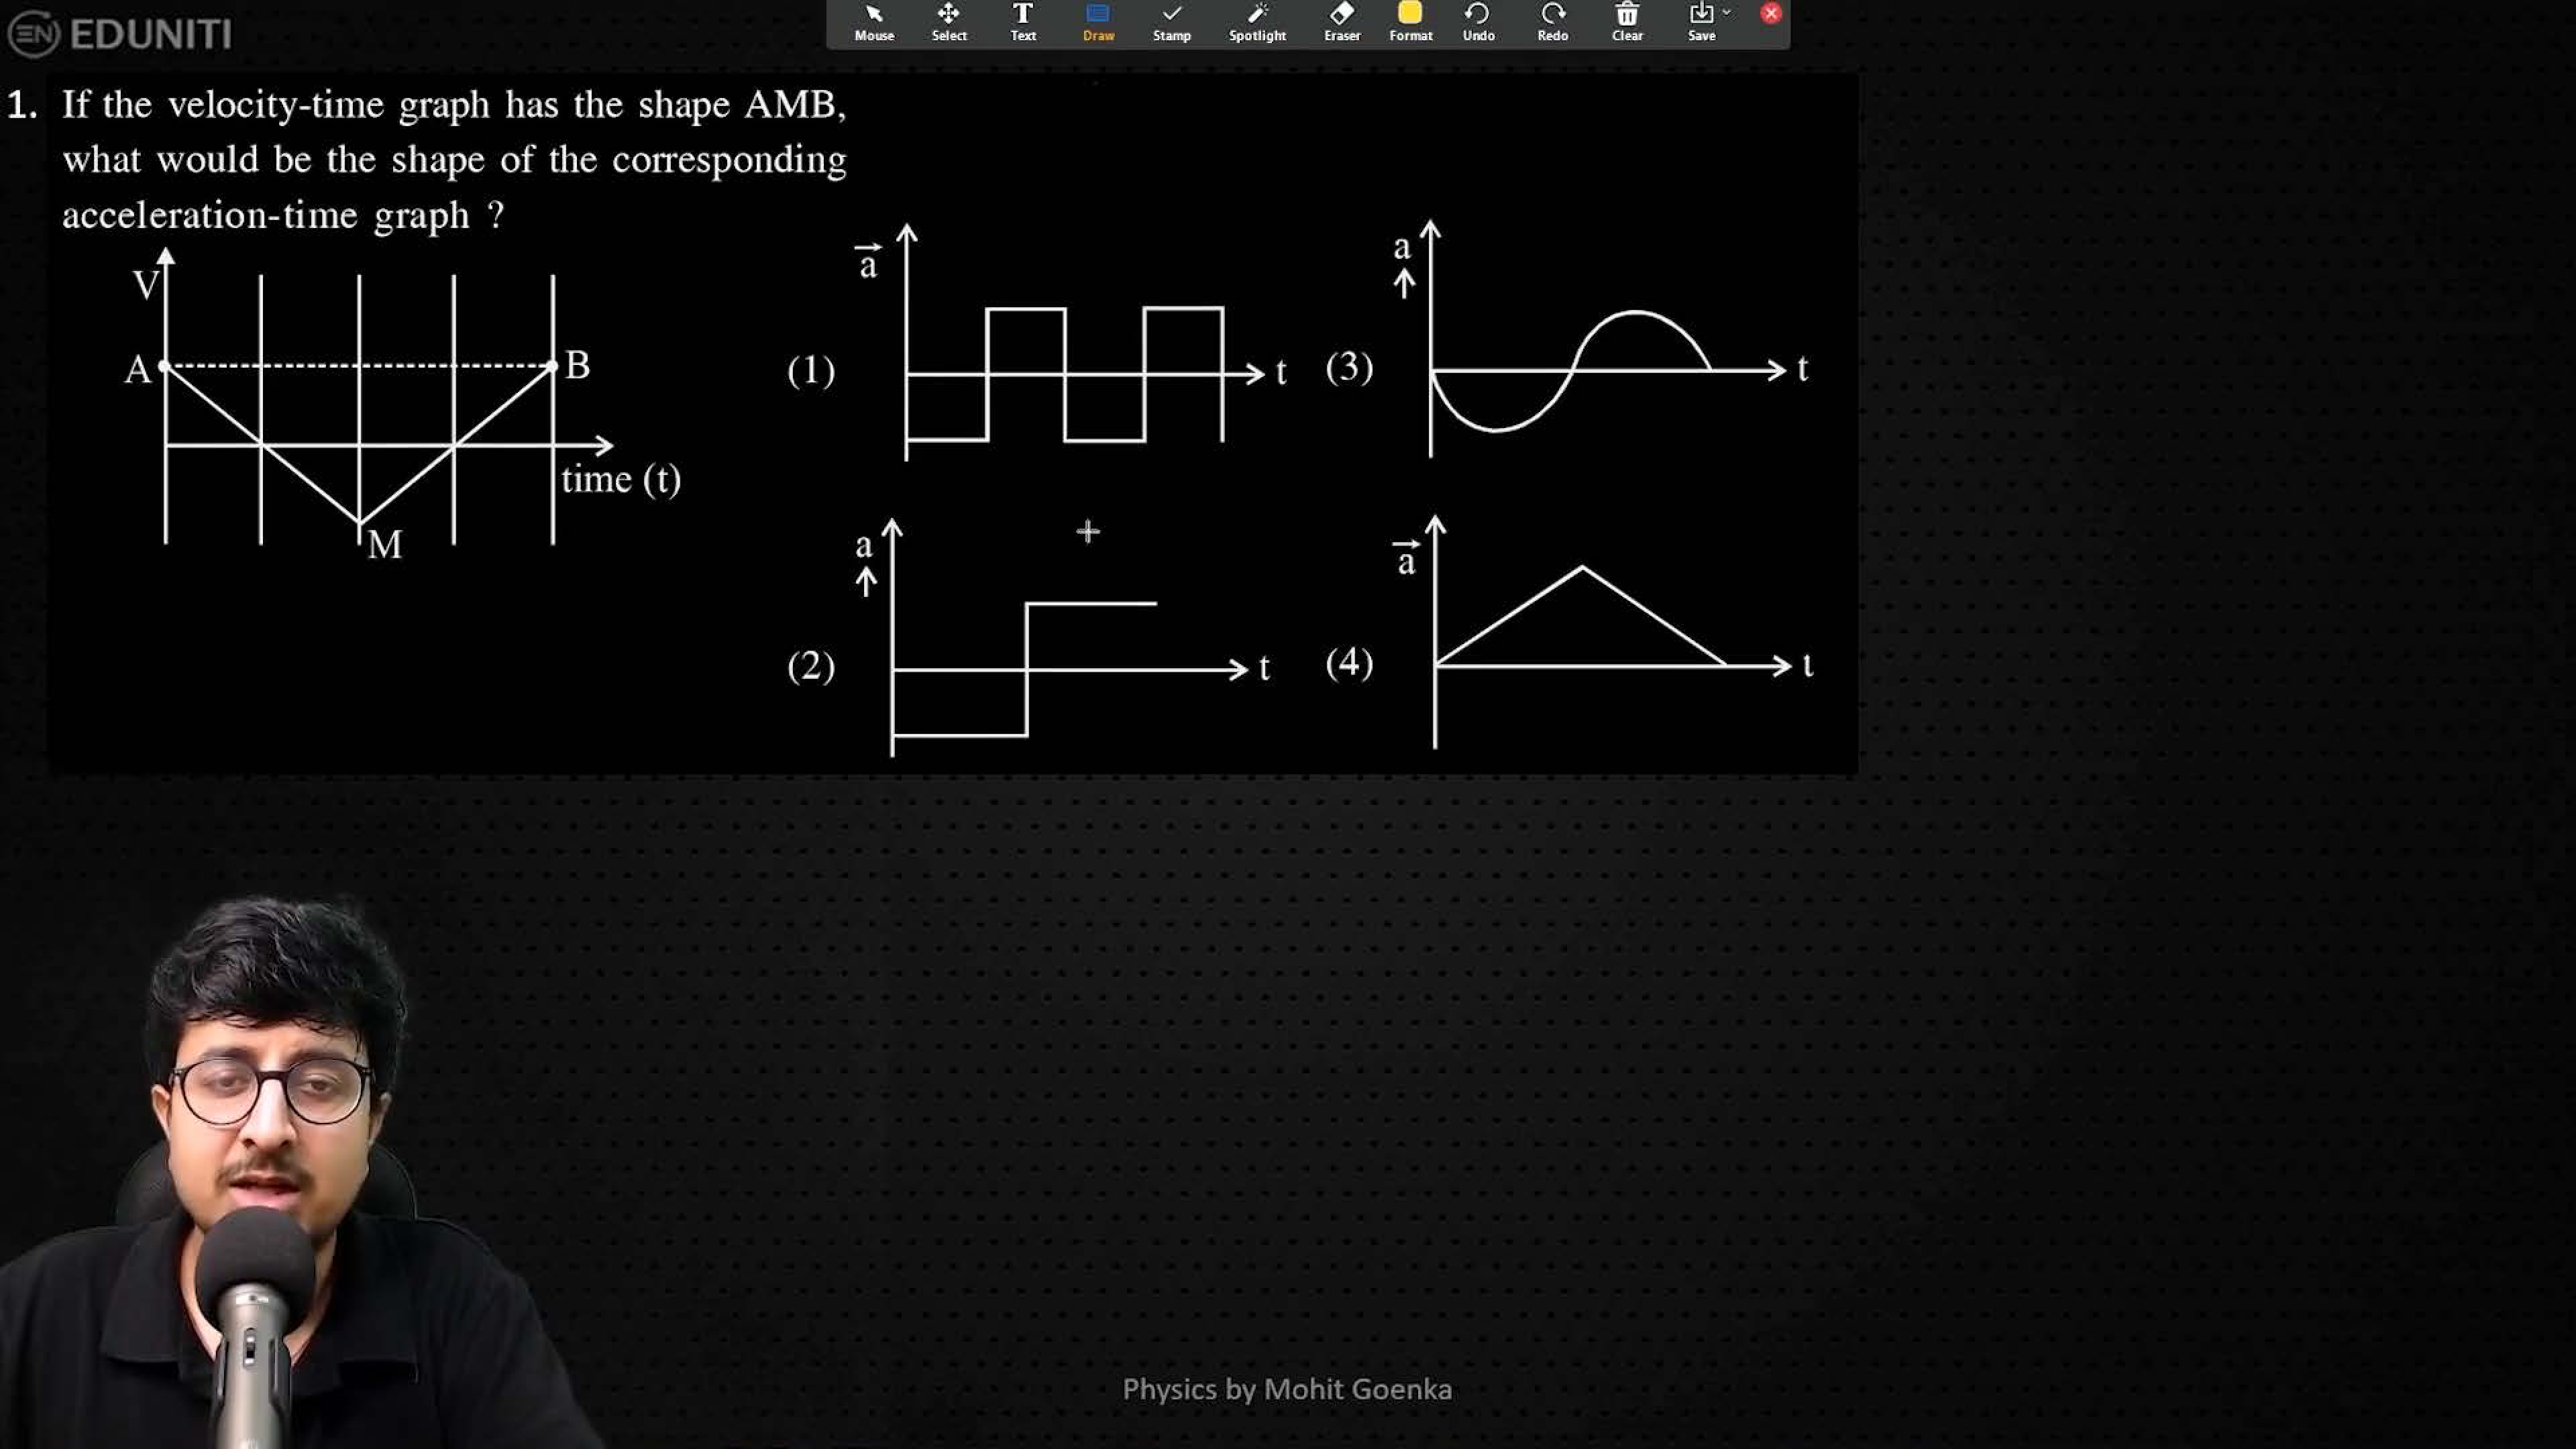 EN EDUNITI
Mouse Select Text Draw Stamp Spotlight Eraser Format Undo Redo Clear Save
1. If the velocity-time graph has the shape AMB,
what would be the shape of the corresponding
acceleration-time graph ?
V
A
B
time (t)
M
a
(1)
t
a
(3)
t
a
(2)
t
a
(4)
t
Physics by Mohit Goenka